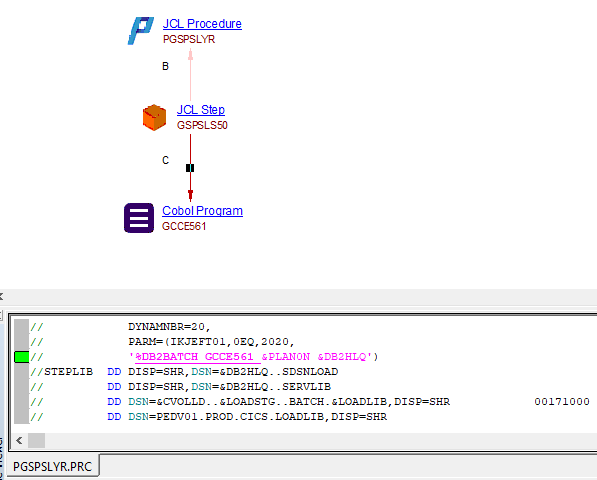 JCL Procedure
PGSPSLYR
B
JCL Step
GSPSLS50
C
Cobol Program
GCCE561
// DYNAMNBR=20,
// PARM=(IKJEFT01,0EQ,2020,
// '%DB2BATCH GCCE561 &PLANON &DB2HLQ')
//STEPLIB DD DISP=SHR,DSN=&DB2HLQ..SDSNLOAD
// DD DISP=SHR,DSN=&DB2HLQ..SERVLIB
// DD DSN=&CVOLLD..&LOADSTG..BATCH.&LOADLIB,DISP=SHR 00171000
// DD DSN=PEDV01.PROD.CICS.LOADLIB,DISP=SHR
PGSPSLYR.PRC